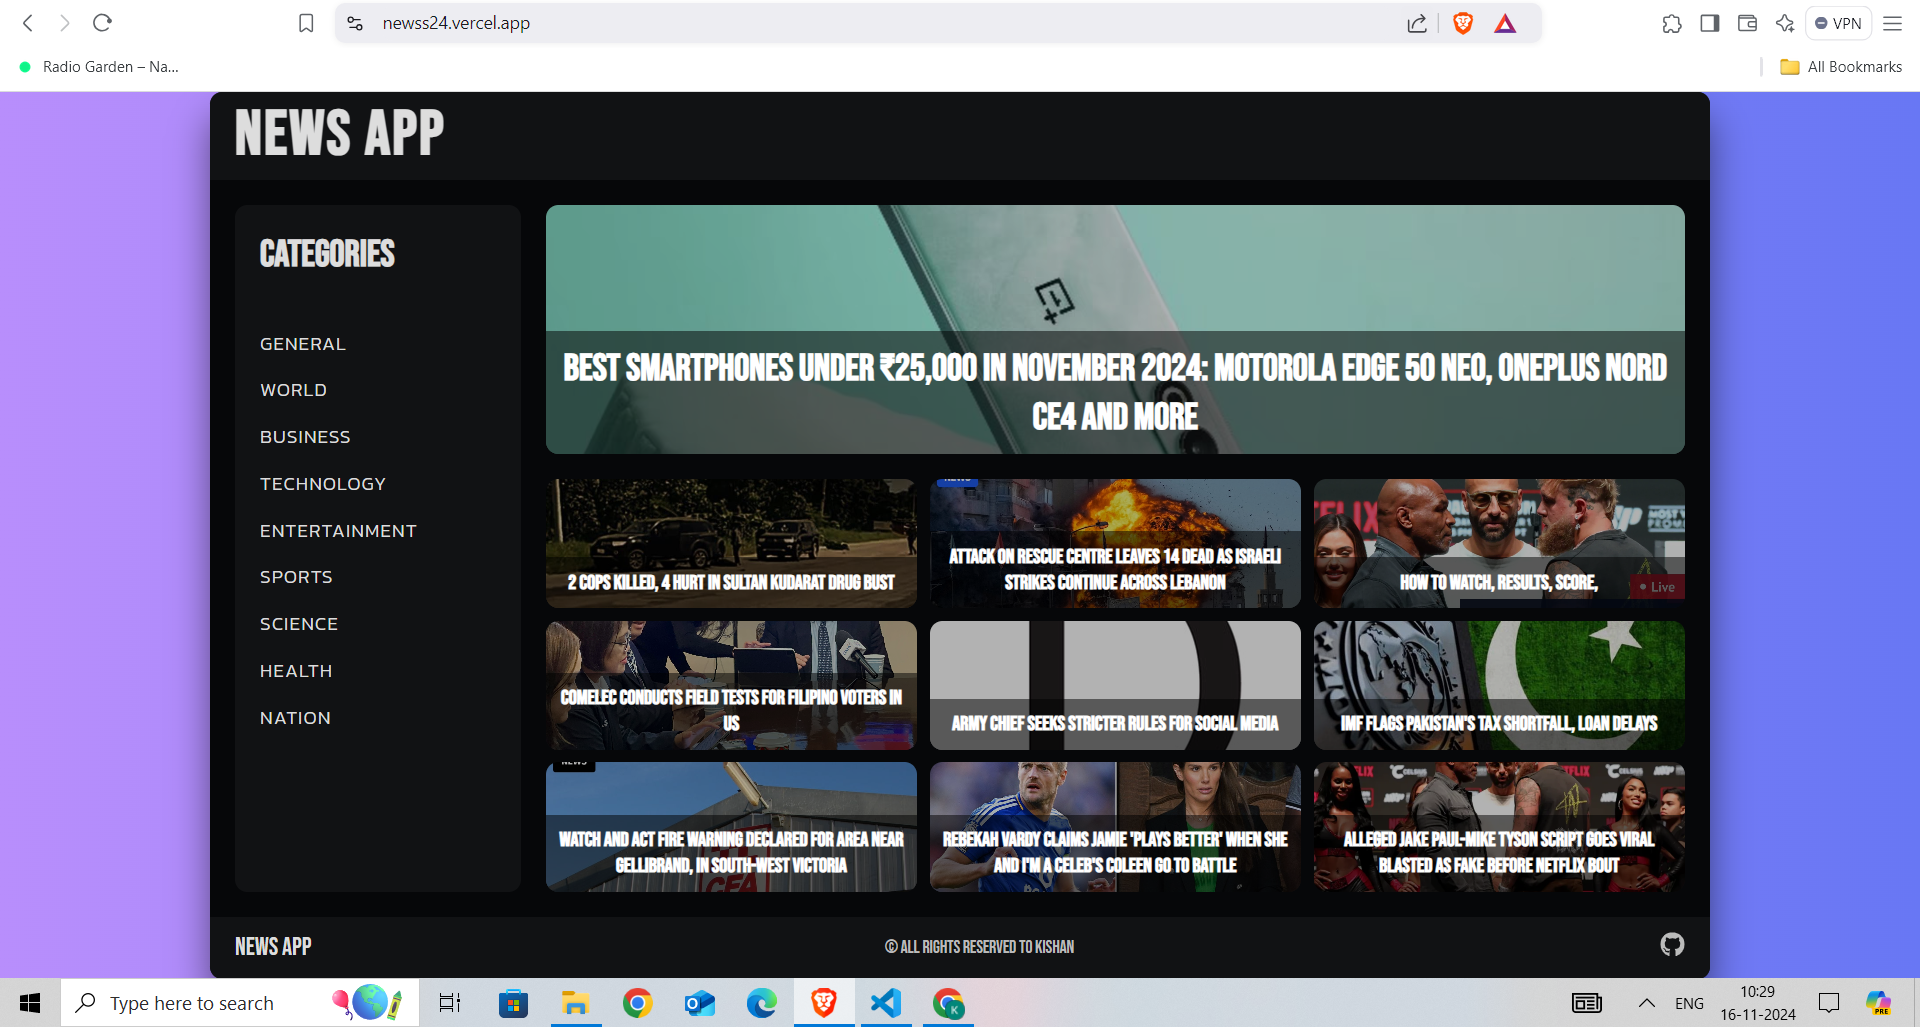 newss24.vercel.app
VPN
Radio Garden – Na...
All Bookmarks
NEWS APP
CATEGORIES
GENERAL
WORLD
BUSINESS
TECHNOLOGY
ENTERTAINMENT
SPORTS
SCIENCE
HEALTH
NATION
BEST SMARTPHONES UNDER ₹25,000 IN NOVEMBER 2024: MOTOROLA EDGE 50 NEO, ONEPLUS NORD
CE4 AND MORE
2 COPS KILLED, 4 HURT IN SULTAN KUDARAT DRUG BUST
NEWS
ATTACK ON RESCUE CENTRE LEAVES 14 DEAD AS ISRAELI
STRIKES CONTINUE ACROSS LEBANON
HOW TO WATCH, RESULTS, SCORE,
Live
COMELEC CONDUCTS FIELD TESTS FOR FILIPINO VOTERS IN
US
ARMY CHIEF SEEKS STRICTER RULES FOR SOCIAL MEDIA
IMF FLAGS PAKISTAN'S TAX SHORTFALL, LOAN DELAYS
NEWS
WATCH AND ACT FIRE WARNING DECLARED FOR AREA NEAR
GELLIBRAND, IN SOUTH-WEST VICTORIA
CFA
REBEKAH VARDY CLAIMS JAMIE 'PLAYS BETTER' WHEN SHE
AND I'M A CELEB'S COLEEN GO TO BATTLE
ALLEGED JAKE PAUL-MIKE TYSON SCRIPT GOES VIRAL
BLASTED AS FAKE BEFORE NETFLIX BOUT
NEWS APP
© ALL RIGHTS RESERVED TO KISHAN
Type here to search
K
ENG
10:29
16-11-2024
PRE